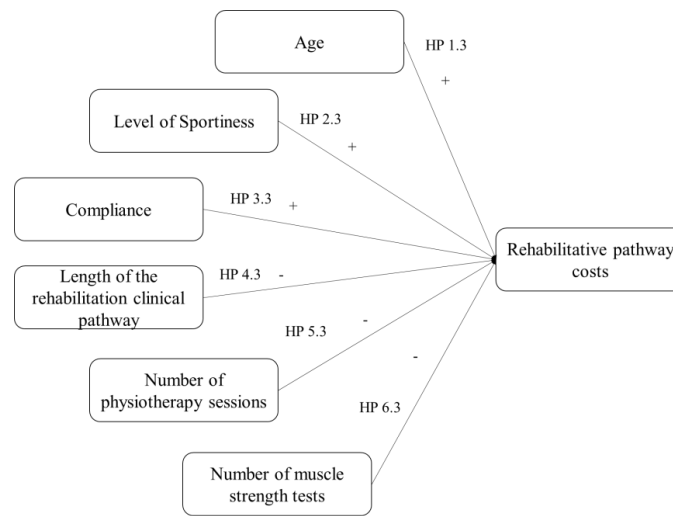 Age
HP 1.3
+
Level of Sportiness
HP 2.3
+
Compliance
HP 3.3
+
Length of the
rehabilitation clinical
pathway
HP 4.3
-
Rehabilitative pathway
costs
Number of
physiotherapy sessions
HP 5.3
-
Number of muscle
strength tests
HP 6.3
-